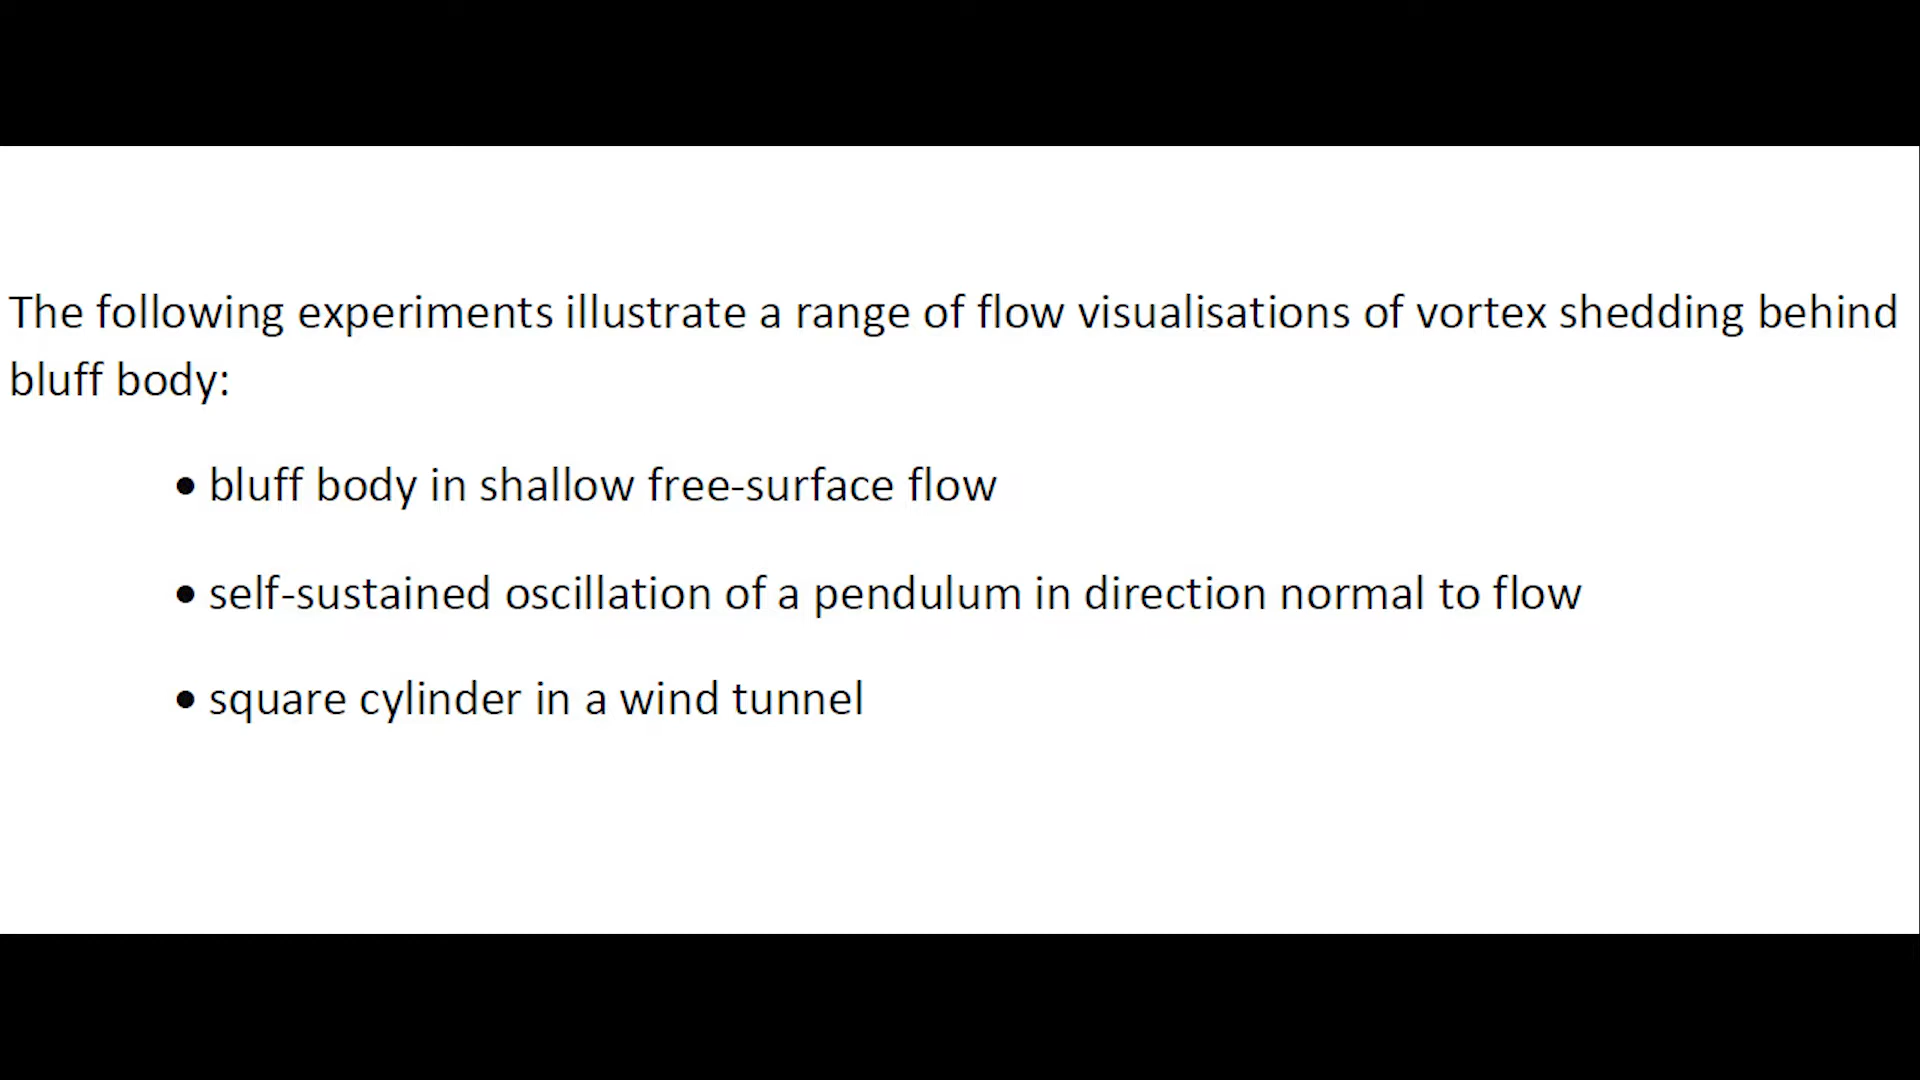 The following experiments illustrate a range of flow visualisations of vortex shedding behind
bluff body:
• bluff body in shallow free-surface flow
• self-sustained oscillation of a pendulum in direction normal to flow
• square cylinder in a wind tunnel